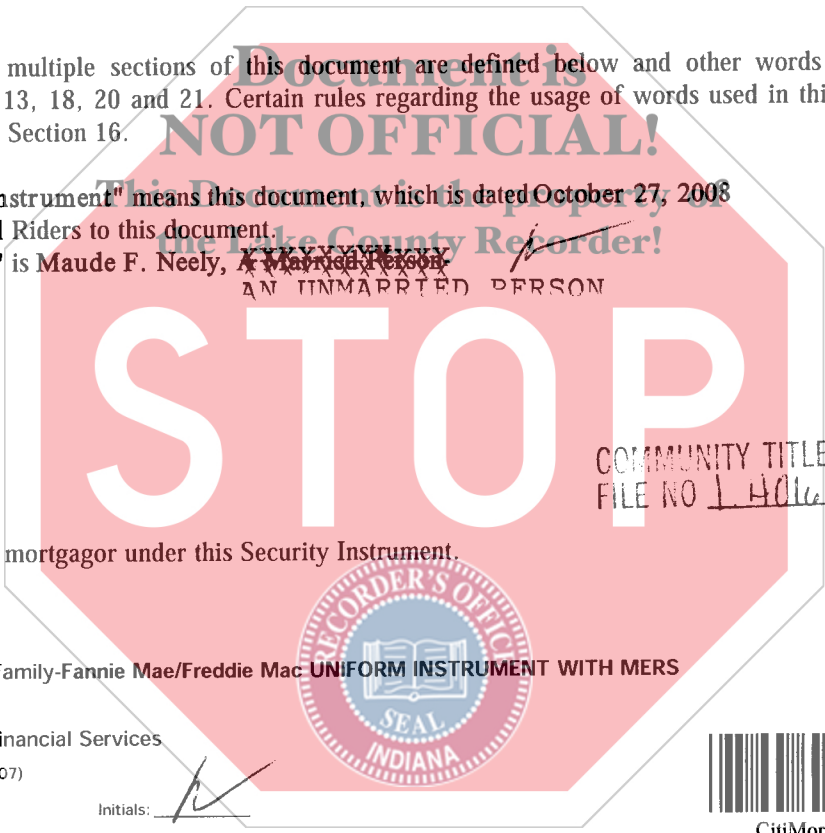 multiple sections of this document are defined below and other words
13, 18, 20 and 21. Certain rules regarding the usage of words used in thi
Section 16.
Document is
NOT OFFICIAL!
This Document is the property of
the Lake County Recorder!
nstrument" means this document, which is dated October 27, 2008
Riders to this document.
is Maude F. Neely, A Married Person
AN UNMARRIED PERSON
STOP
COMMUNITY TITLE
FILE NO
mortgagor under this Security Instrument.
RECORDER'S OFFICE
SEAL
INDIANA
amily-Fannie Mae/Freddie Mac UNIFORM INSTRUMENT WITH MERS
inancial Services
07)
Initials:
CitiMor